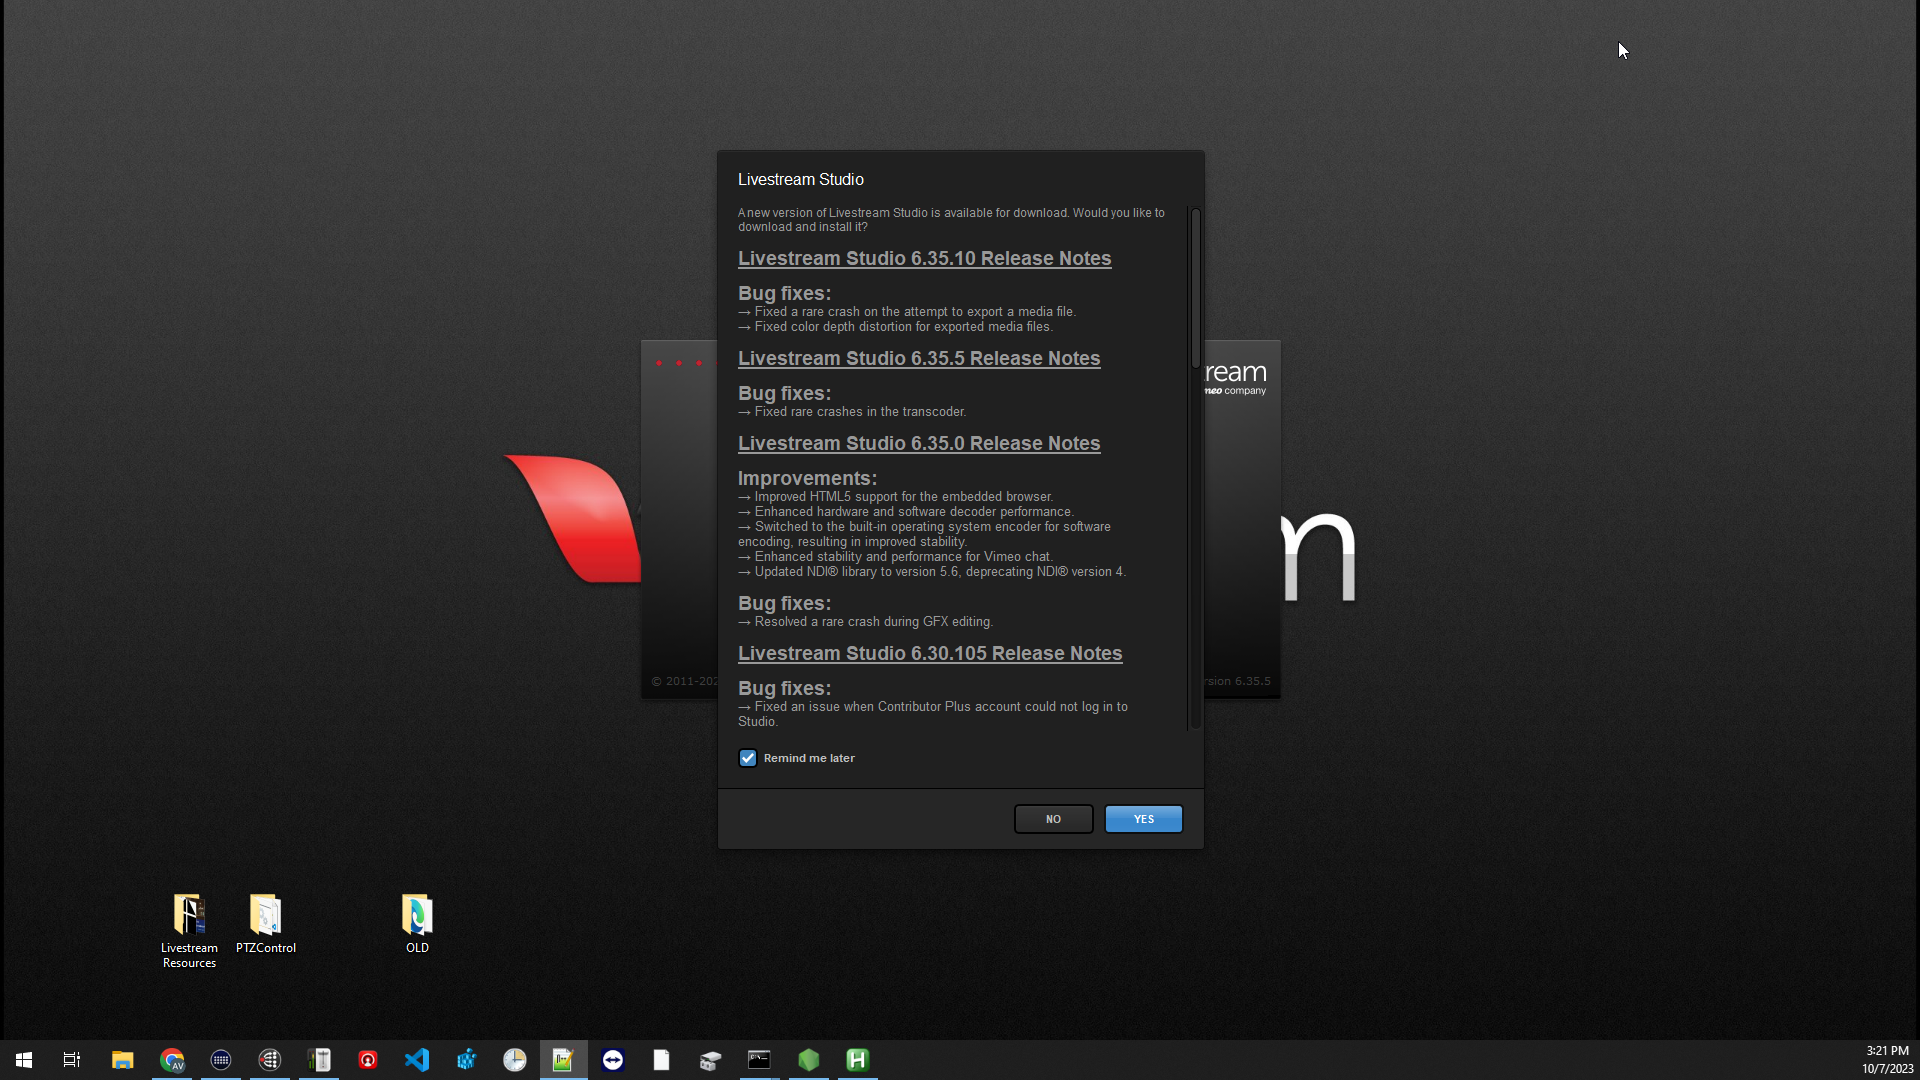 Livestream Studio
A new version of Livestream Studio is available for download. Would you like to
download and install it?
Livestream Studio 6.35.10 Release Notes
Bug fixes:
→ Fixed a rare crash on the attempt to export a media file.
→ Fixed color depth distortion for exported media files.
Livestream Studio 6.35.5 Release Notes
Bug fixes:
→ Fixed rare crashes in the transcoder.
Livestream Studio 6.35.0 Release Notes
Improvements:
→ Improved HTML5 support for the embedded browser.
→ Enhanced hardware and software decoder performance.
→ Switched to the built-in operating system encoder for software
encoding, resulting in improved stability.
→ Enhanced stability and performance for Vimeo chat.
→ Updated NDI® library to version 5.6, deprecating NDI® version 4.
Bug fixes:
→ Resolved a rare crash during GFX editing.
Livestream Studio 6.30.105 Release Notes
Bug fixes:
→ Fixed an issue when Contributor Plus account could not log in to
Studio.
Remind me later
NO YES
ream
meo company
© 2011-202
rsion 6.35.5
m
Livestream
Resources
PTZControl
OLD
AV
3:21 PM
10/7/2023